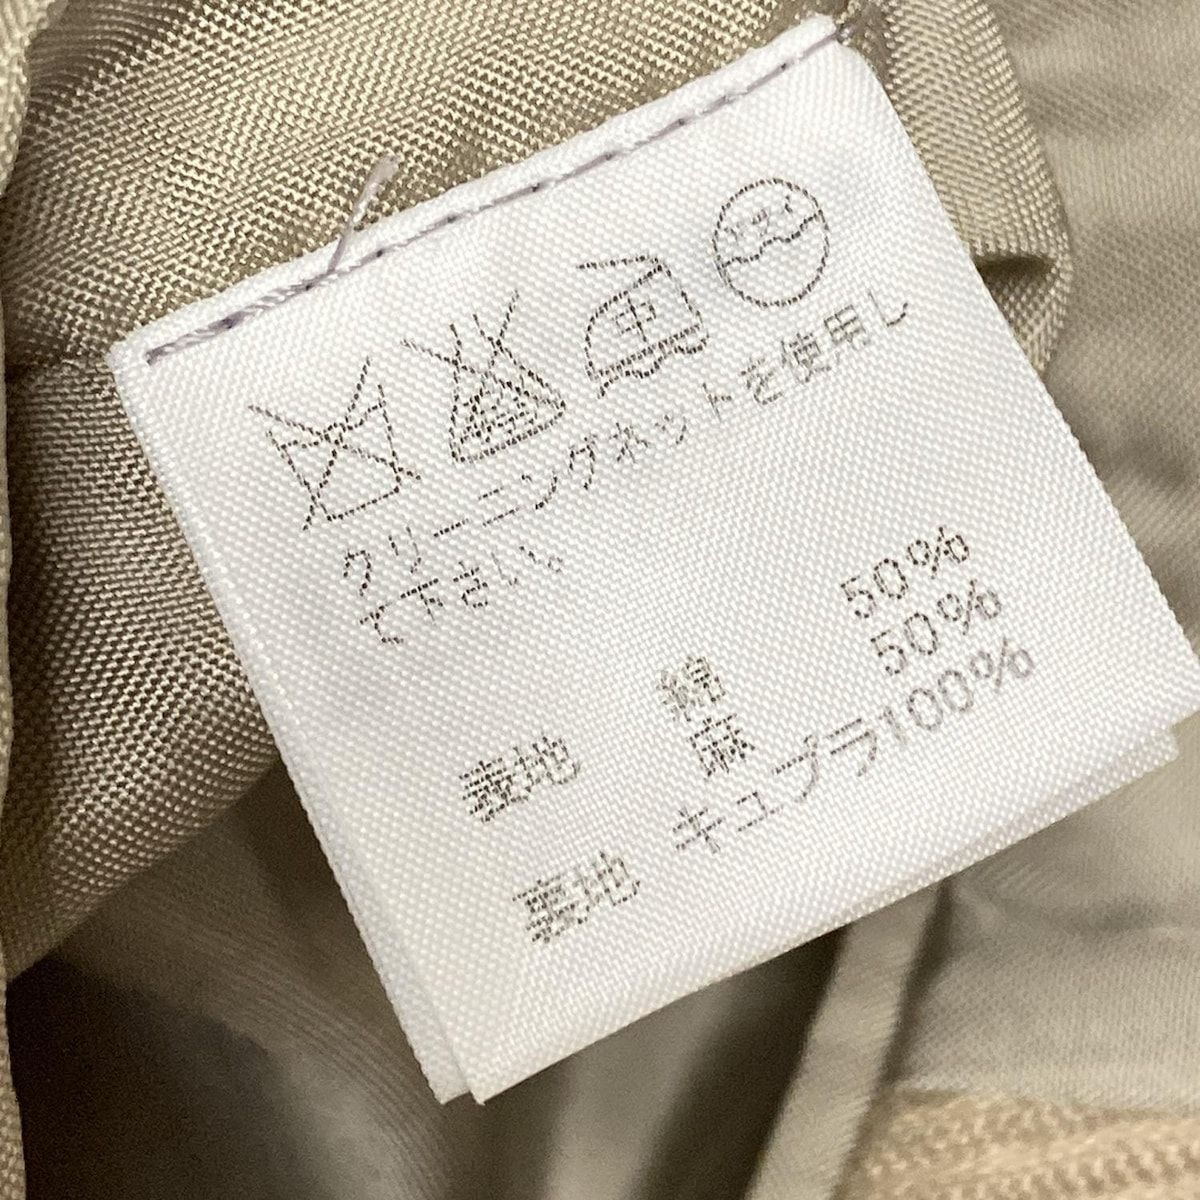 中
ドライ
クリーニングネットを使用し
て下さい。
表地 綿 50%
麻 50%
裏地 キュプラ100%